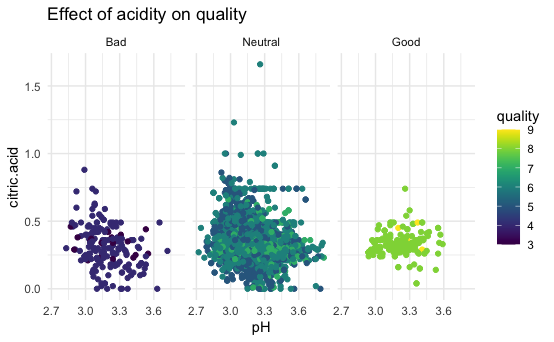 Effect of acidity on quality
Bad Neutral Good
citric.acid
1.5
1.0
0.5
0.0
2.7 3.0 3.3 3.6 2.7 3.0 3.3 3.6 2.7 3.0 3.3 3.6
pH
quality
9
8
7
6
5
4
3